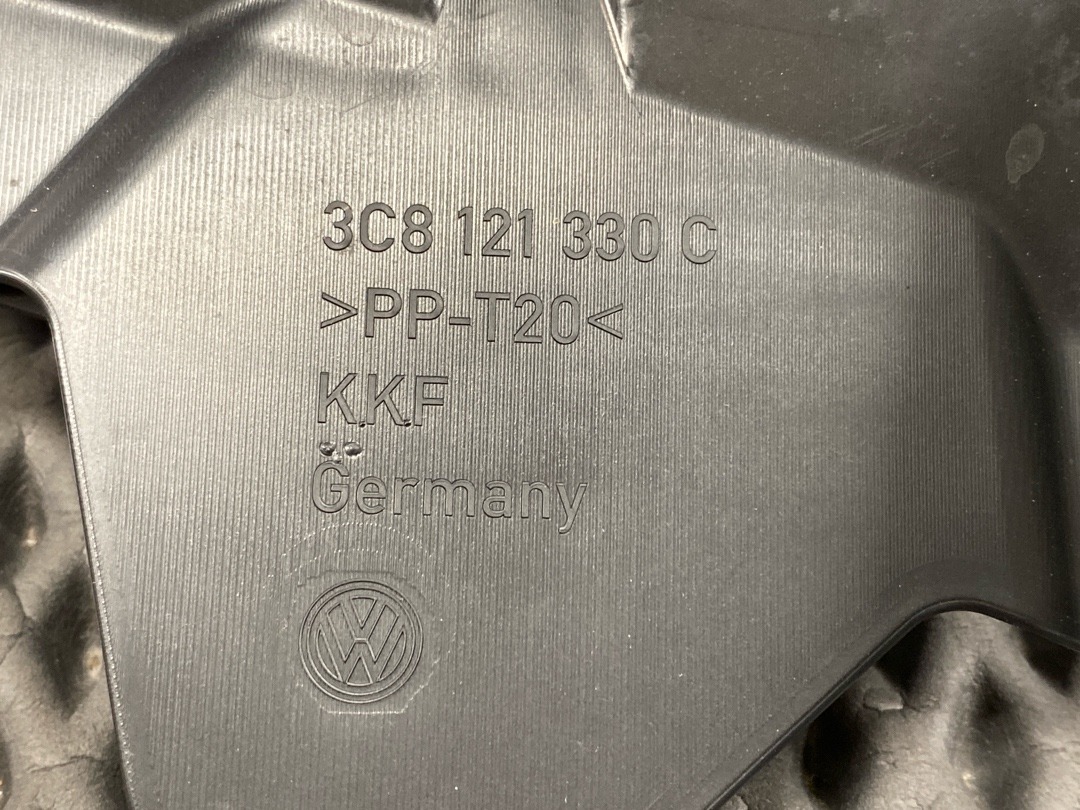 3C8 121 330 C
>PP-T20<
KKF
Germany